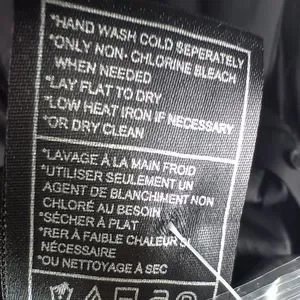 *HAND WASH COLD SEPERATELY
*ONLY NON- CHLORINE BLEACH
WHEN NEEDED
*LAY FLAT TO DRY
*LOW HEAT IRON IF NECESSARY
*OR DRY CLEAN
*LAVAGE À LA MAIN FROID
*UTILISER SEULEMENT UN
AGENT DE BLANCHIMENT NON
CHLORÉ AU BESOIN
*SÉCHER À PLAT
*RER À FAIBLE CHALEUR SI
NÉCESSAIRE
*OU NETTOYAGE À SEC